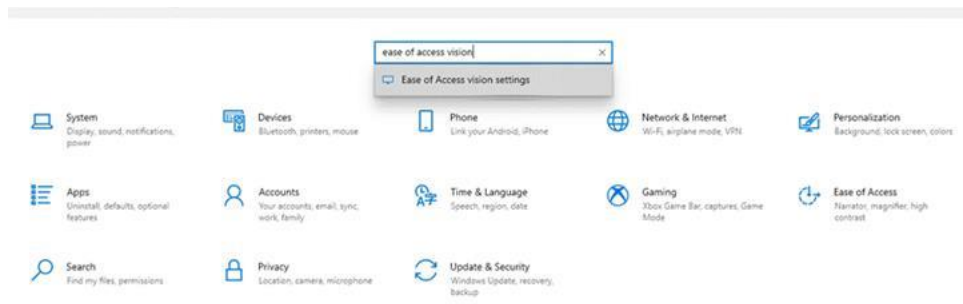 ease of access vision
Ease of Access vision settings
System
Display, sound, notifications,
power
Devices
Bluetooth, printers, mouse
Phone
Link your Android, iPhone
Network & Internet
Wi-Fi, airplane mode, VPN
Personalization
Background, lock screen, colors
Apps
Uninstall, defaults, optional
features
Accounts
Your accounts, email, sync,
work, family
Time & Language
Speech, region, date
Gaming
Xbox Game Bar, captures, Game
Mode
Ease of Access
Narrator, magnifier, high
contrast
Search
Find my files, permissions
Privacy
Location, camera, microphone
Update & Security
Windows Update, recovery,
backup